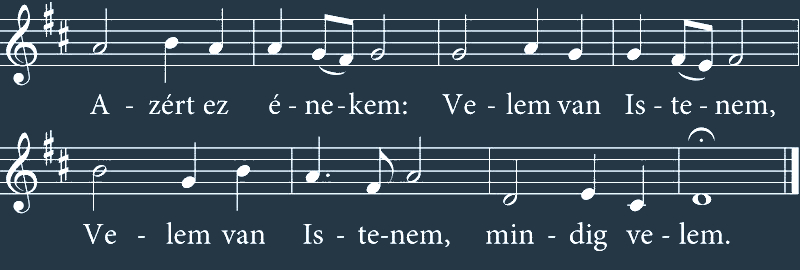 A - zért ez é - ne - kem: Ve - lem van Is - te - nem,
Ve - lem van Is - te - nem, min - dig ve - lem.